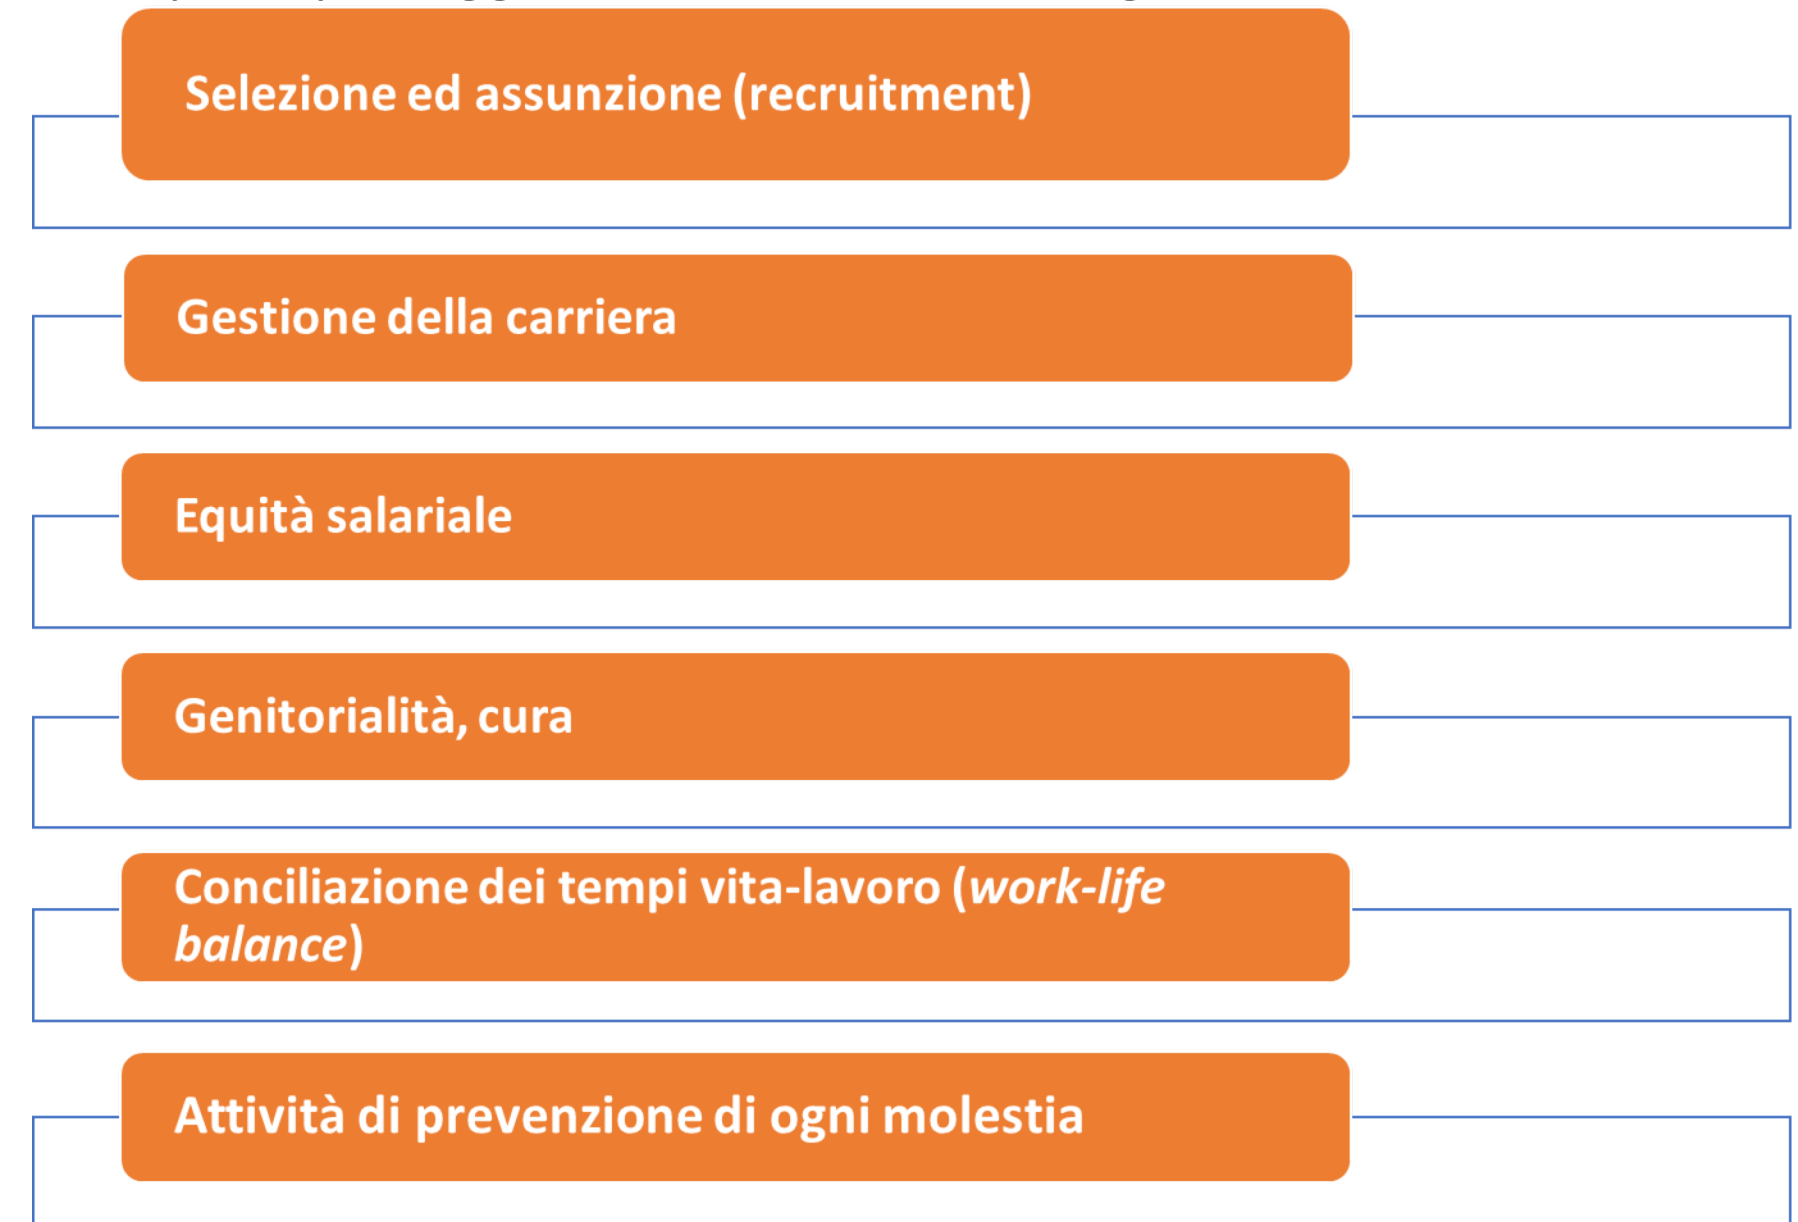 Selezione ed assunzione (recruitment)
Gestione della carriera
Equità salariale
Genitorialità, cura
Conciliazione dei tempi vita-lavoro (work-life
balance)
Attività di prevenzione di ogni molestia